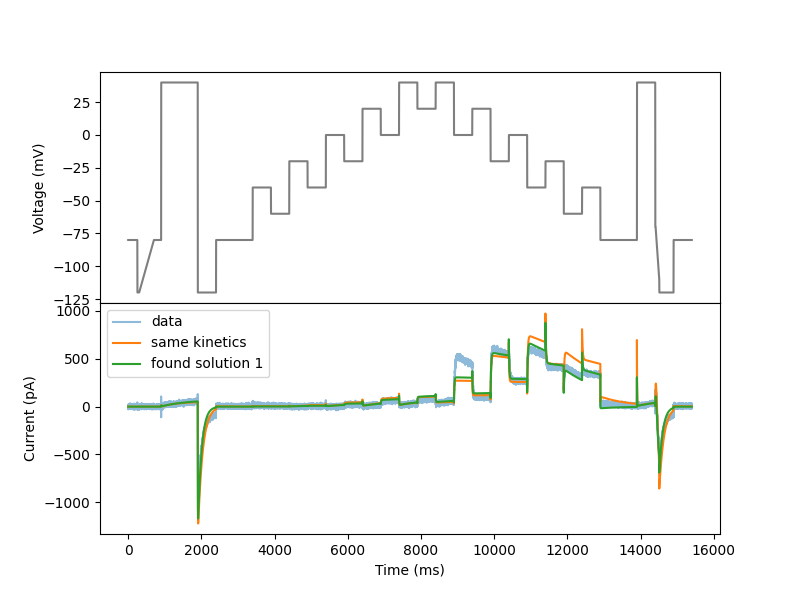 25
0
−25
−50
−75
−100
−125
Voltage (mV)
1000
500
0
−500
−1000
Current (pA)
data
same kinetics
found solution 1
0 2000 4000 6000 8000 10000 12000 14000 16000
Time (ms)